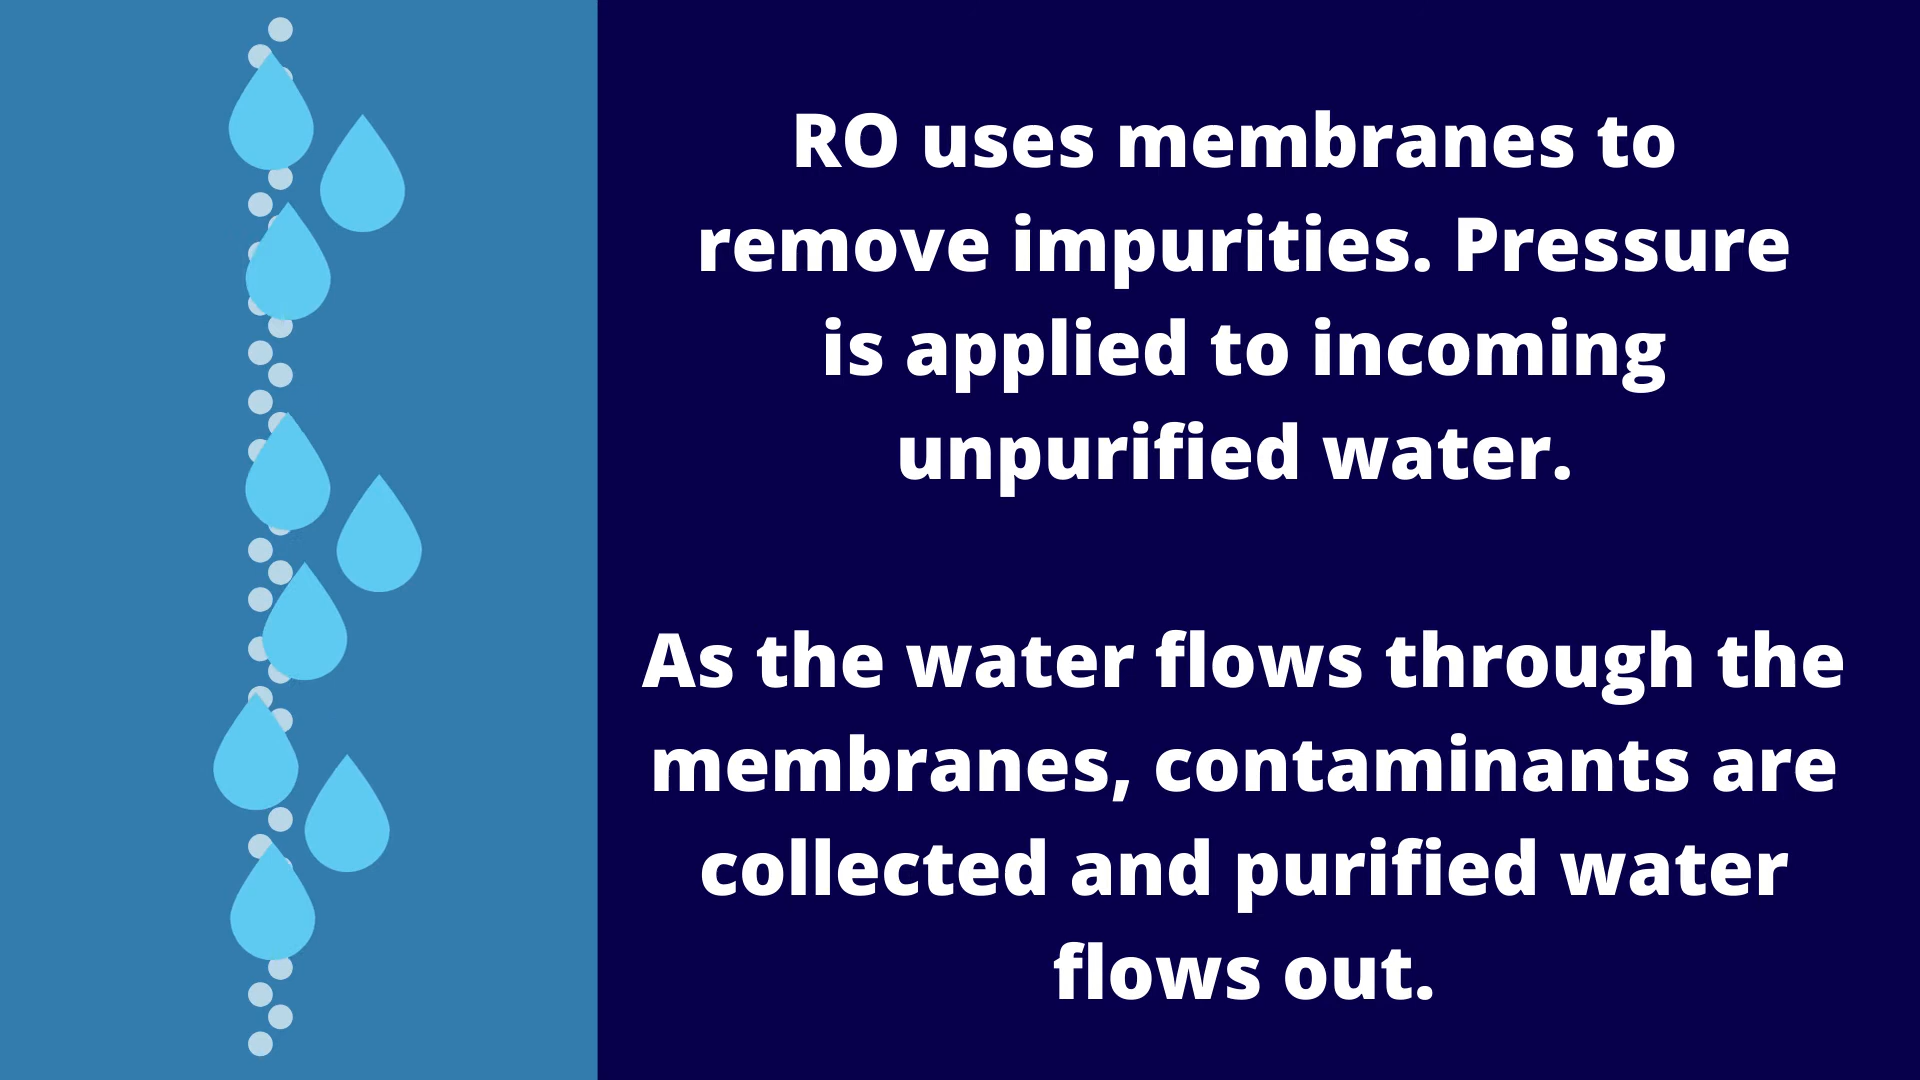 RO uses membranes to
remove impurities. Pressure
is applied to incoming
unpurified water.
As the water flows through the
membranes, contaminants are
collected and purified water
flows out.